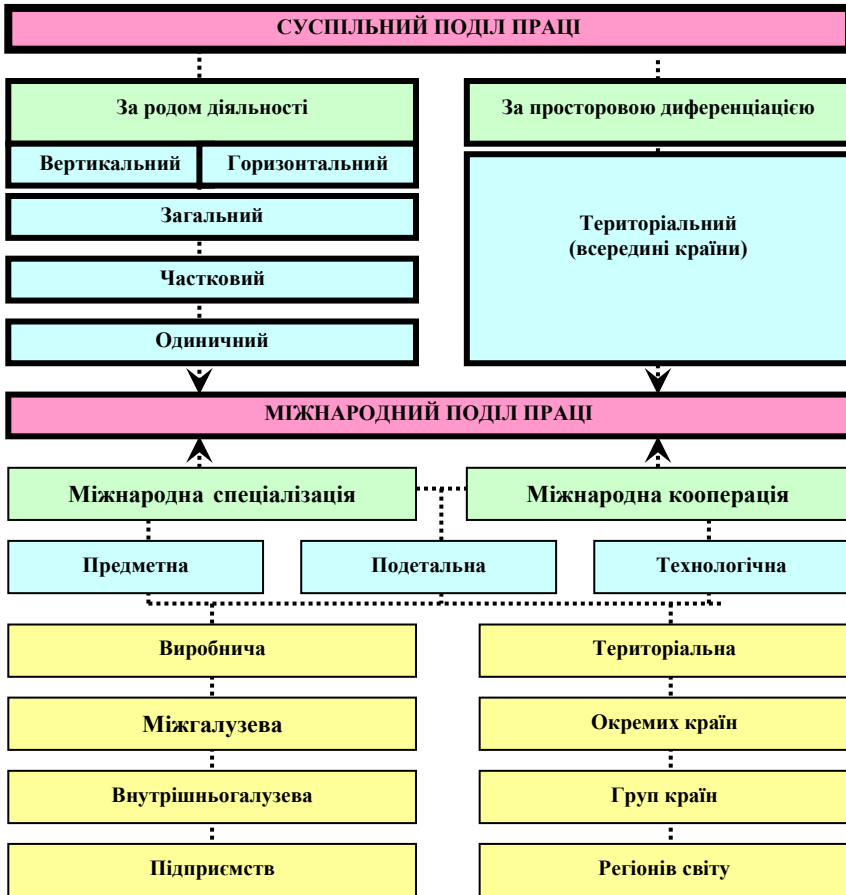 СУСПІЛЬНИЙ ПОДІЛ ПРАЦІ
За родом діяльності
За просторовою диференціацією
Вертикальний
Горизонтальний
Загальний
Територіальний
(всередині країни)
Частковий
Одиничний
МІЖНАРОДНИЙ ПОДІЛ ПРАЦІ
Міжнародна спеціалізація
Міжнародна кооперація
Предметна
Подетальна
Технологічна
Виробнича
Територіальна
Міжгалузева
Окремих країн
Внутрішньогалузева
Груп країн
Підприємств
Регіонів світу